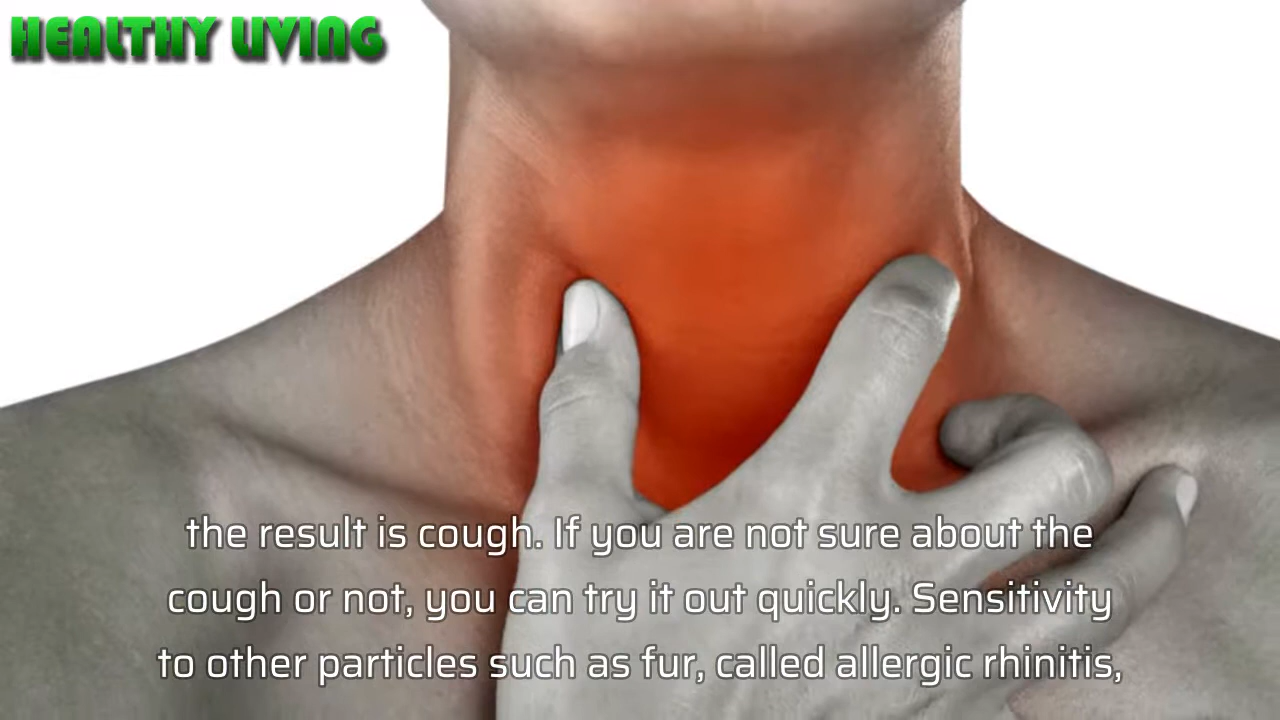 HEALTHY LIVING
the result is cough. If you are not sure about the
cough or not, you can try it out quickly. Sensitivity
to other particles such as fur, called allergic rhinitis,